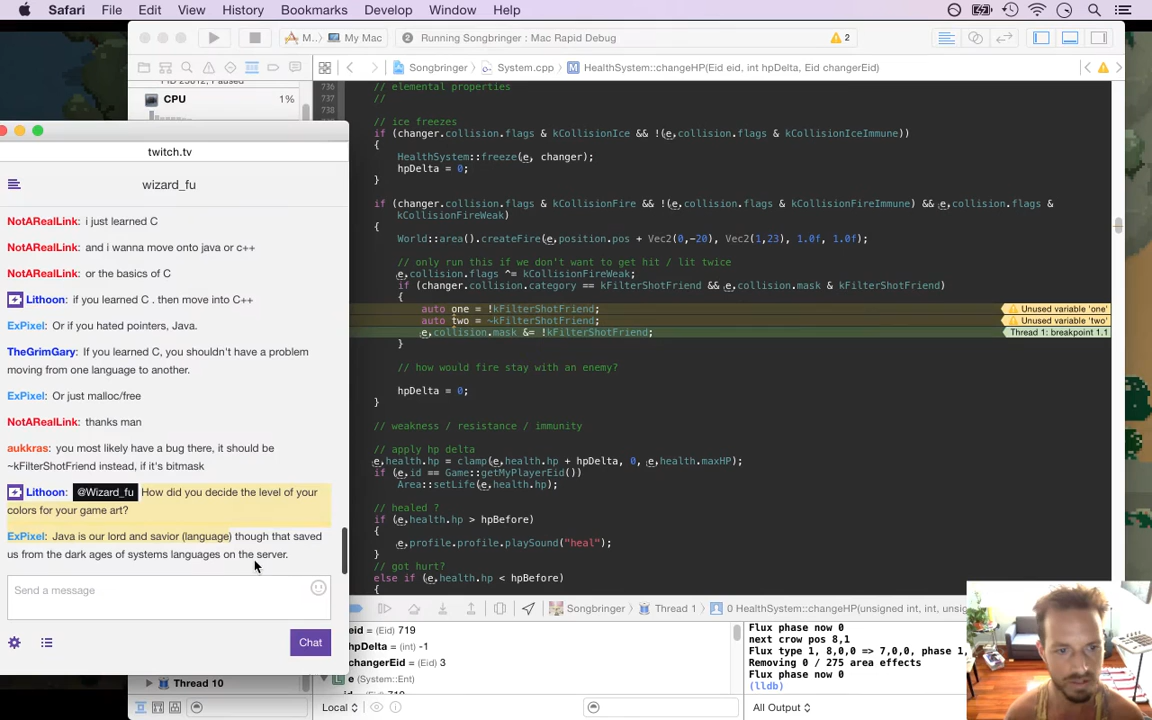 Safari File Edit View History Bookmarks Develop Window Help
M... My Mac
2 Running Songbringer : Mac Rapid Debug
2
Songbringer System.cpp HealthSystem::changeHP(Eid eid, int hpDelta, Eid changerEid)
CPU 1%
736 // elemental properties
737 //
738
// ice freezes
if (changer.collision.flags & kCollisionIce && !(e.collision.flags & kCollisionIceImmune))
{
HealthSystem::freeze(e, changer);
hpDelta = 0;
}
if (changer.collision.flags & kCollisionFire && !(e.collision.flags & kCollisionFireImmune) && e.collision.flags &
kCollisionFireWeak)
{
World::area().createFire(e.position.pos + Vec2(0,-20), Vec2(1,23), 1.0f, 1.0f);
// only run this if we don't want to get hit / lit twice
e.collision.flags ^= kCollisionFireWeak;
if (changer.collision.category == kFilterShotFriend && e.collision.mask & kFilterShotFriend)
{
auto one = !kFilterShotFriend; Unused variable 'one'
auto two = ~kFilterShotFriend; Unused variable 'two'
e.collision.mask &= !kFilterShotFriend; Thread 1: breakpoint 1.1
}
// how would fire stay with an enemy?
hpDelta = 0;
}
// weakness / resistance / immunity
// apply hp delta
e.health.hp = clamp(e.health.hp + hpDelta, 0, e.health.maxHP);
if (e.id == Game::getMyPlayerEid())
Area::setLife(e.health.hp);
// healed ?
if (e.health.hp > hpBefore)
{
e.profile.profile.playSound("heal");
}
// got hurt?
else if (e.health.hp < hpBefore)
{
twitch.tv
wizard_fu
NotARealLink: i just learned C
NotARealLink: and i wanna move onto java or c++
NotARealLink: or the basics of C
Lithoon: if you learned C . then move into C++
ExPixel: Or if you hated pointers, Java.
TheGrimGary: If you learned C, you shouldn't have a problem
moving from one language to another.
ExPixel: Or just malloc/free
NotARealLink: thanks man
aukkras: you most likely have a bug there, it should be
~kFilterShotFriend instead, if it's bitmask
Lithoon: @Wizard_fu How did you decide the level of your
colors for your game art?
ExPixel: Java is our lord and savior (language) though that saved
us from the dark ages of systems languages on the server.
Send a message
Chat
Thread 10
Songbringer Thread 1 0 HealthSystem::changeHP(unsigned int, int, unsig
eid = (Eid) 719
hpDelta = (int) -1
changerEid = (Eid) 3
e = (System::Ent)
Local
Flux phase now 0
next crow pos 8,1
Flux type 1, 8,0,0 => 7,0,0, phase 1,
Flux phase now 0
Removing 0 / 275 area effects
(lldb)
All Output